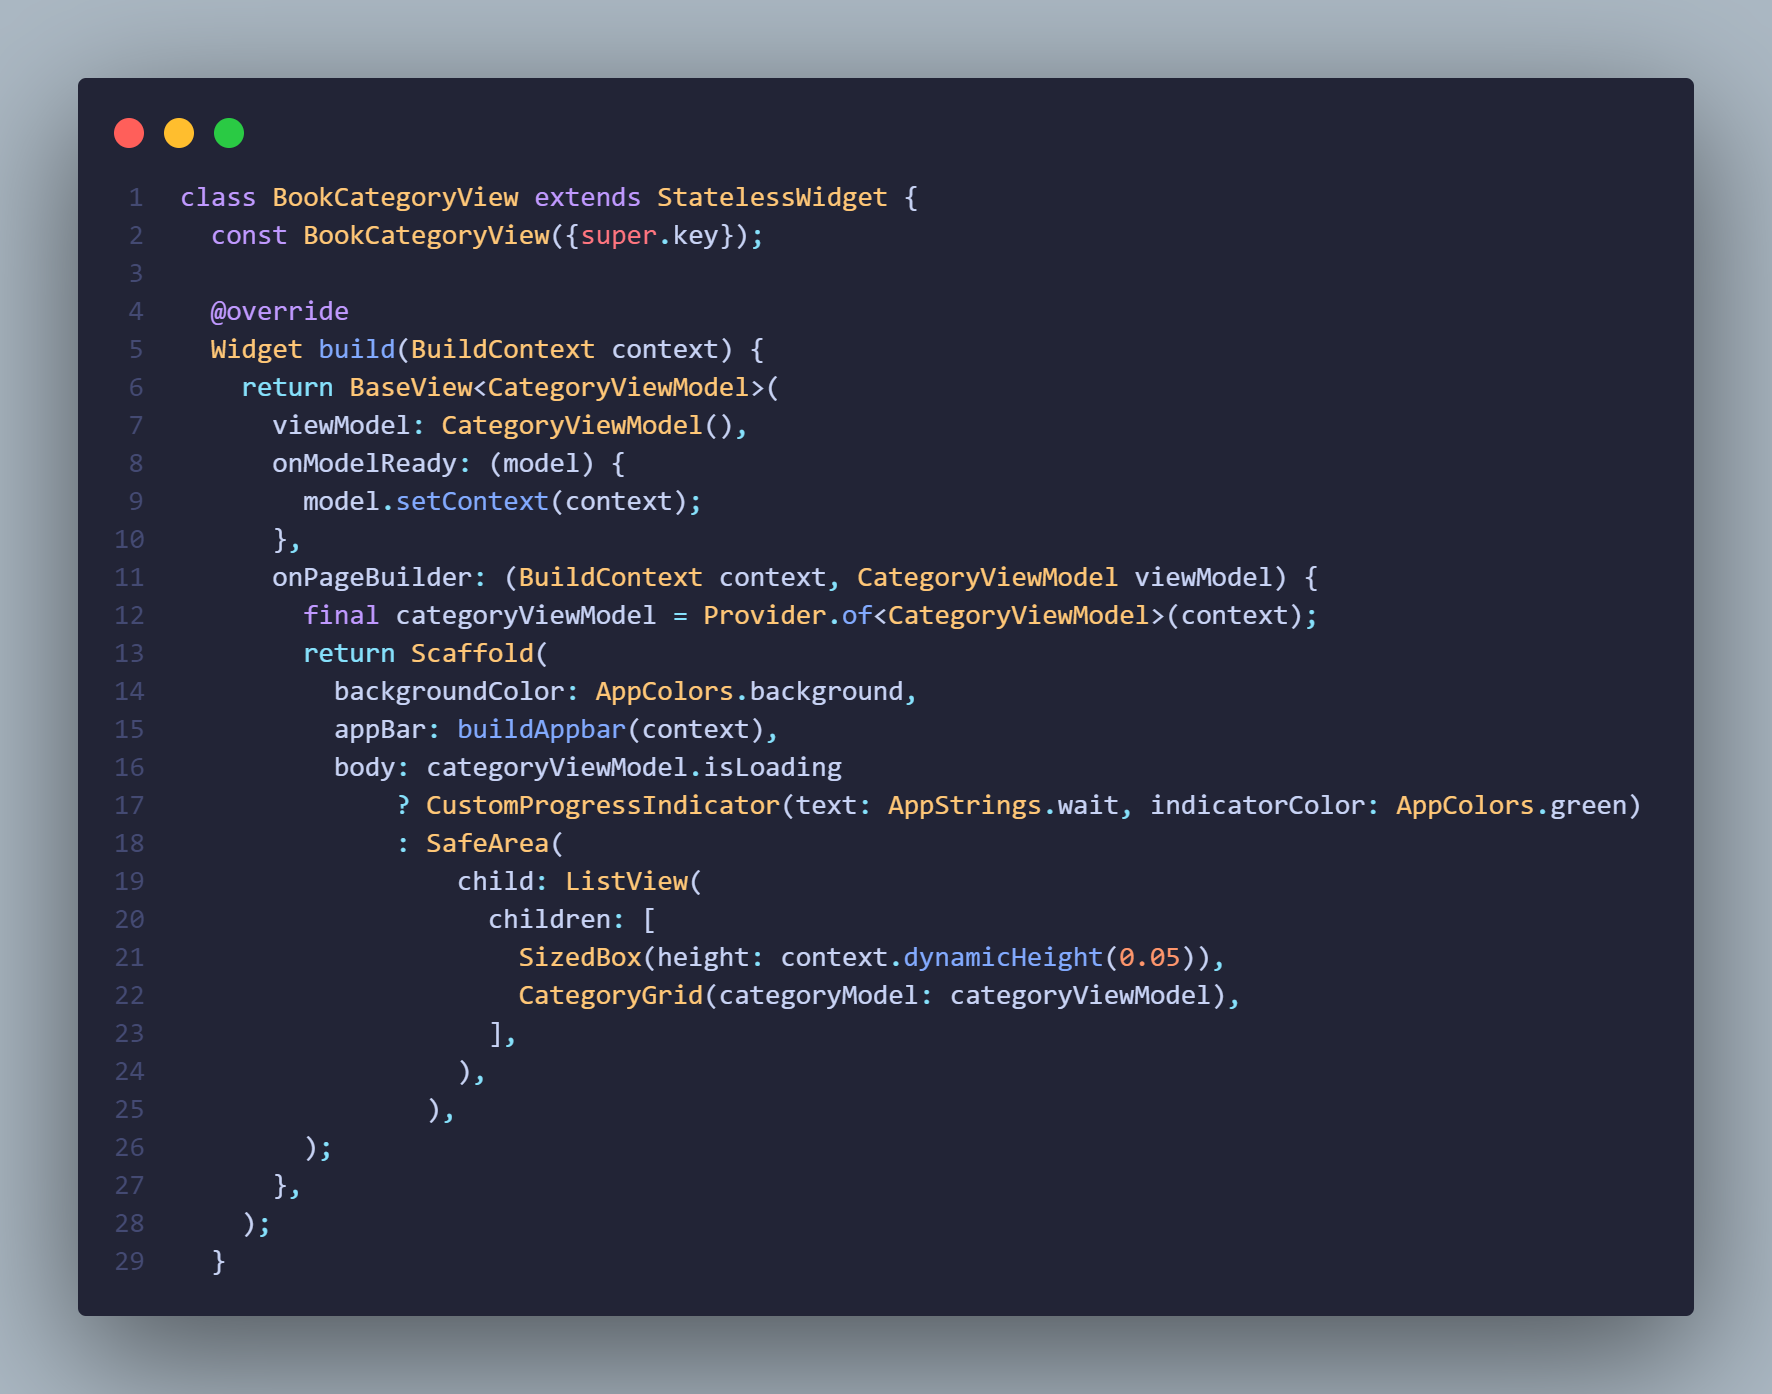 1 class BookCategoryView extends StatelessWidget {
2   const BookCategoryView({super.key});
3
4   @override
5   Widget build(BuildContext context) {
6     return BaseView<CategoryViewModel>(
7       viewModel: CategoryViewModel(),
8       onModelReady: (model) {
9         model.setContext(context);
10       },
11       onPageBuilder: (BuildContext context, CategoryViewModel viewModel) {
12         final categoryViewModel = Provider.of<CategoryViewModel>(context);
13         return Scaffold(
14           backgroundColor: AppColors.background,
15           appBar: buildAppbar(context),
16           body: categoryViewModel.isLoading
17               ? CustomProgressIndicator(text: AppStrings.wait, indicatorColor: AppColors.green)
18               : SafeArea(
19                   child: ListView(
20                     children: [
21                       SizedBox(height: context.dynamicHeight(0.05)),
22                       CategoryGrid(categoryModel: categoryViewModel),
23                     ],
24                   ),
25                 ),
26         );
27       },
28     );
29   }